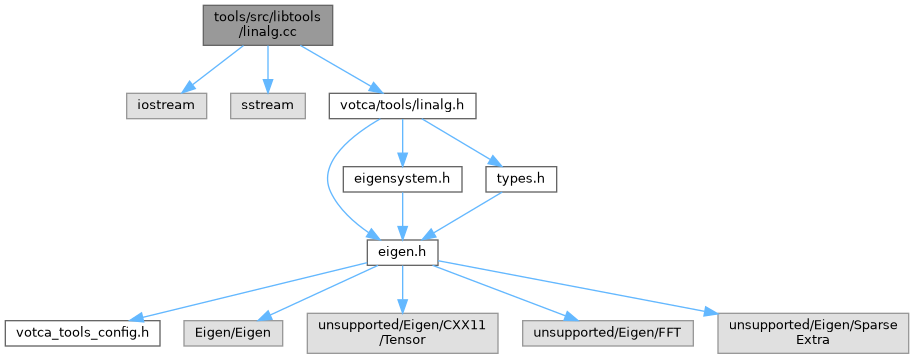 tools/src/libtools
/linalg.cc
iostream
sstream
votca/tools/linalg.h
eigensystem.h
types.h
eigen.h
votca_tools_config.h
Eigen/Eigen
unsupported/Eigen/CXX11
/Tensor
unsupported/Eigen/FFT
unsupported/Eigen/Sparse
Extra